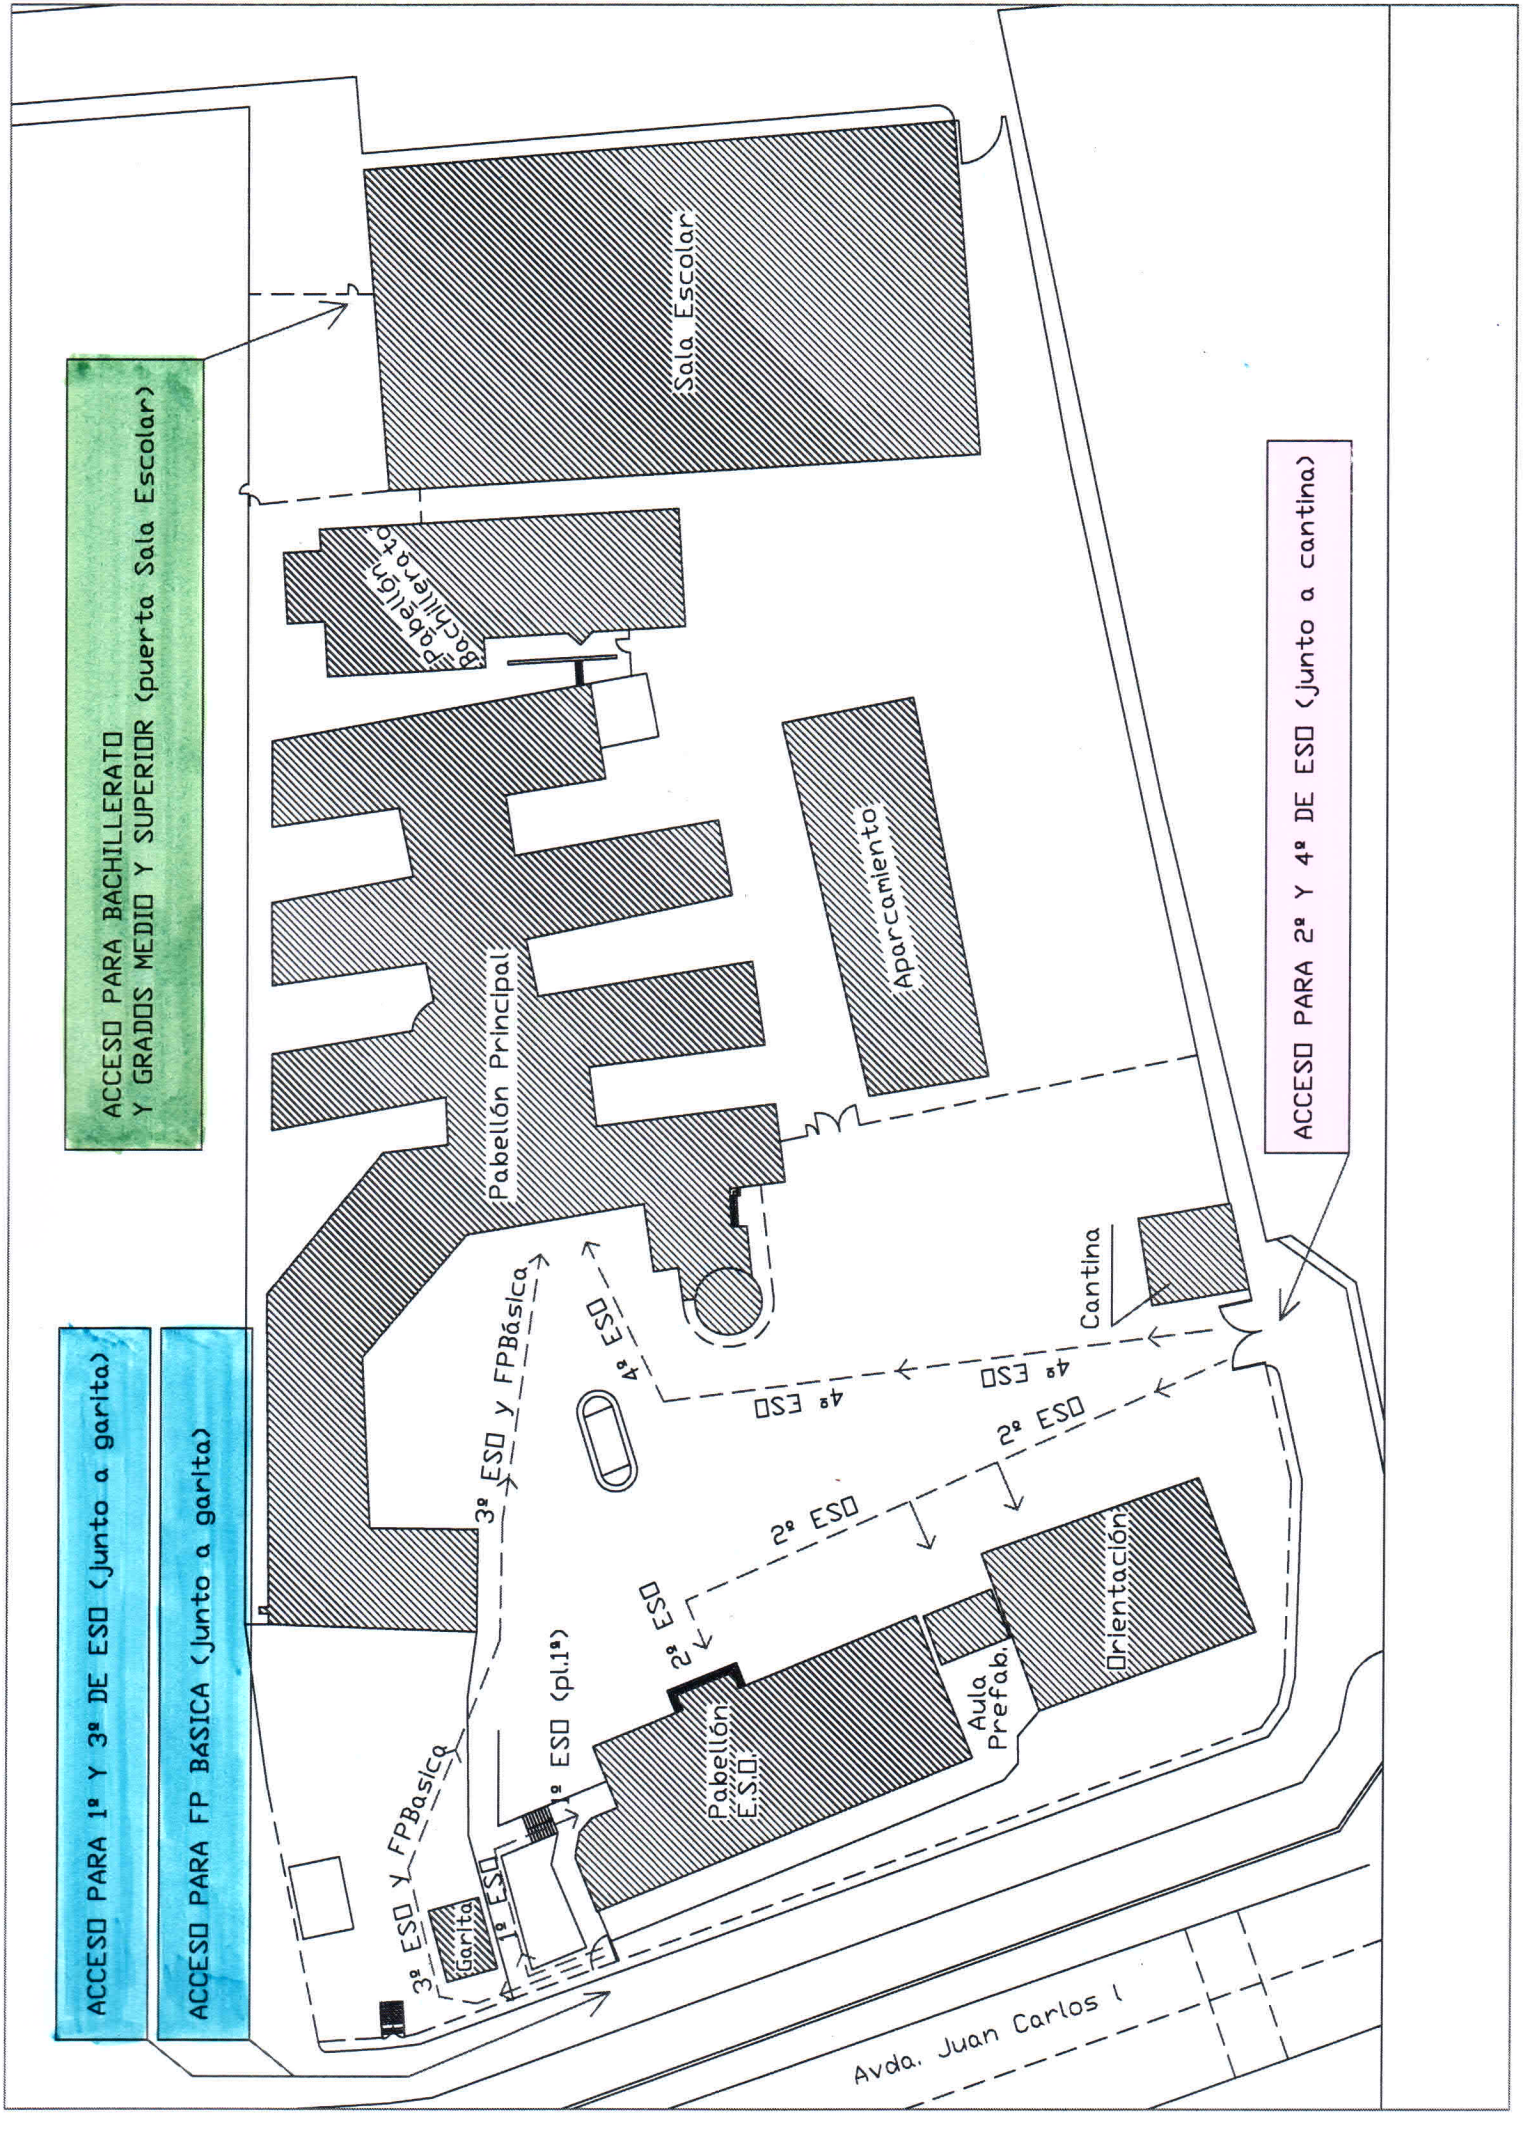 ACCESO PARA BACHILLERATO
Y GRADOS MEDIO Y SUPERIOR (puerta Sala Escolar)
ACCESO PARA 1º Y 3º DE ESO (junto a garita)
ACCESO PARA FP BÁSICA (junto a garita)
ACCESO PARA 2º Y 4º DE ESO (junto a cantina)
Sala Escolar
Pabellón
Bachillerato
Pabellón Principal
Aparcamiento
Cantina
3º ESO y FPBásica
4º ESO
4º ESO
4º ESO
2º ESO
2º ESO
2º ESO
3º ESO Y FPBasica
1º ESO
1º ESO (pl.1ª)
Garita
Pabellón
E.S.O.
Aula
Prefab.
Orientación
Avda. Juan Carlos I